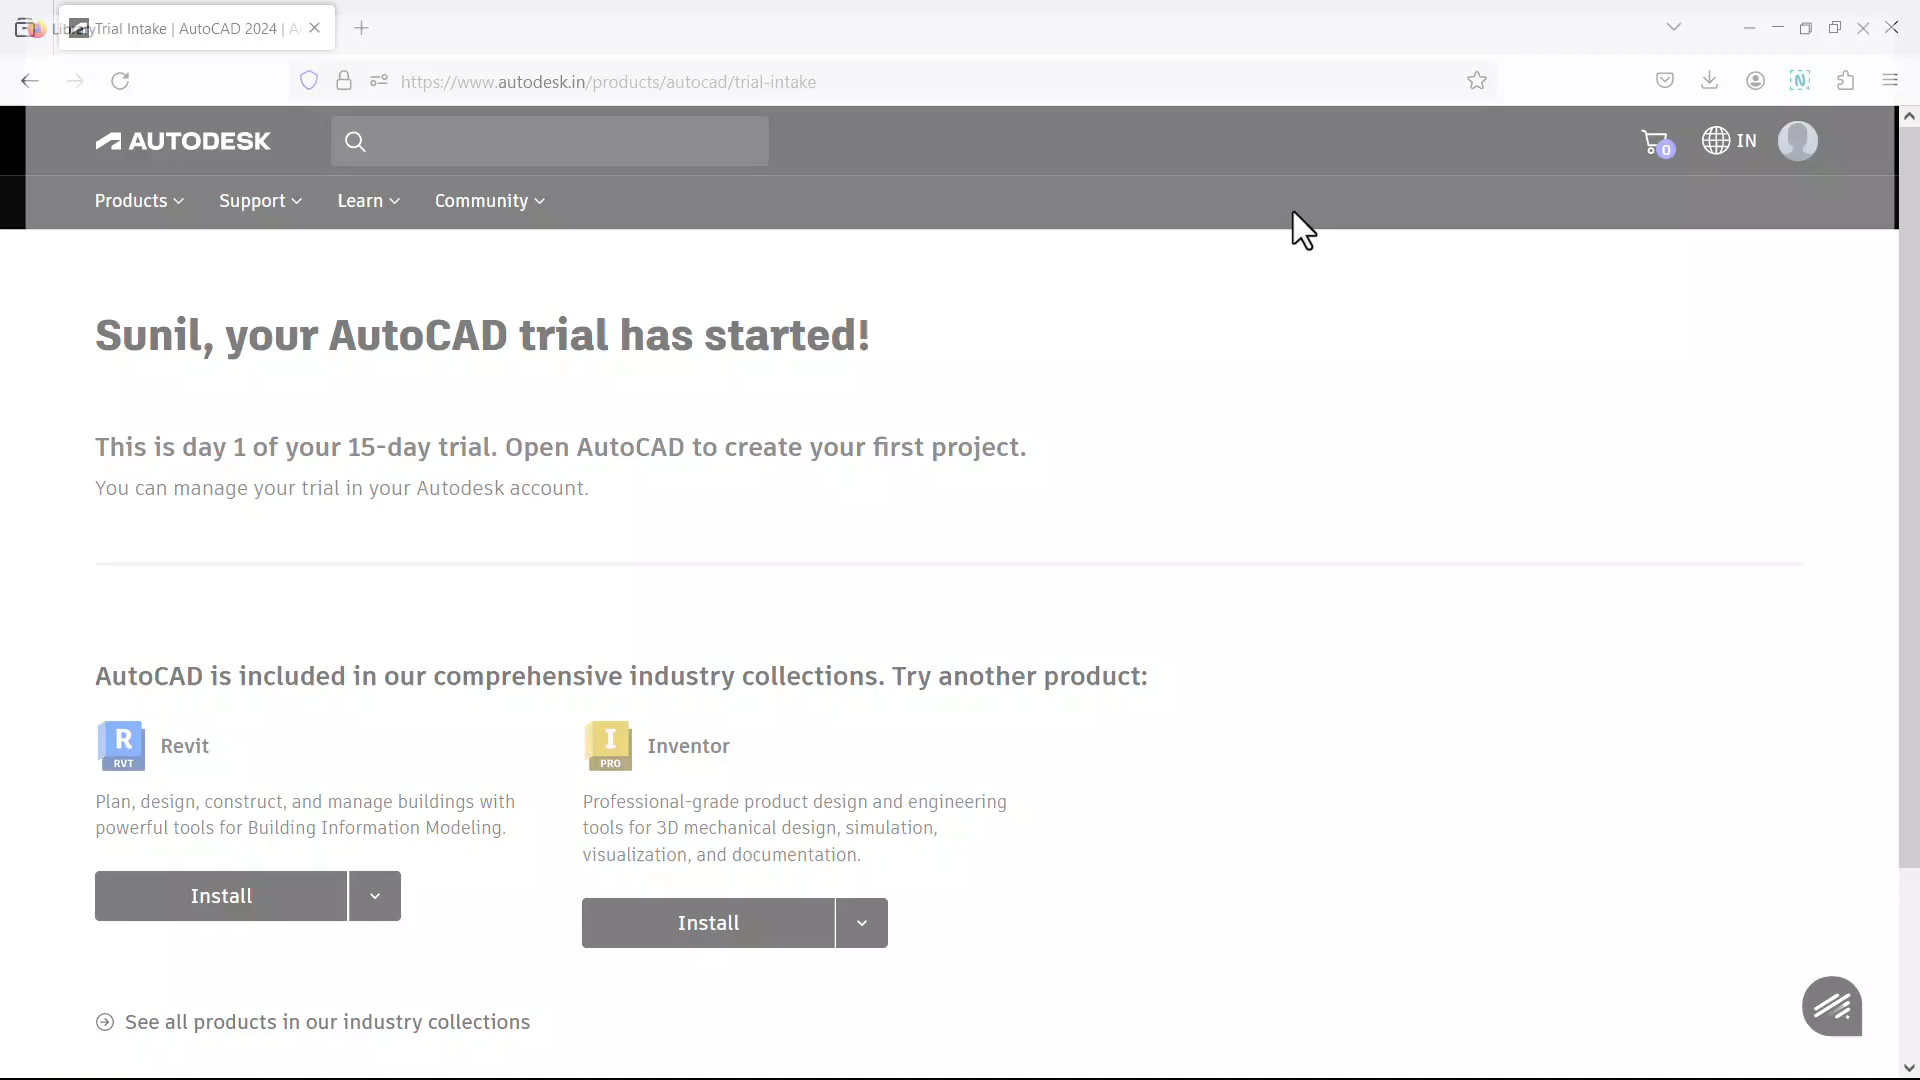 Trial Intake | AutoCAD 2024 |
https://www.autodesk.in/products/autocad/trial-intake
AUTODESK
0
IN
Products
Support
Learn
Community
Sunil, your AutoCAD trial has started!
This is day 1 of your 15-day trial. Open AutoCAD to create your first project.
You can manage your trial in your Autodesk account.
AutoCAD is included in our comprehensive industry collections. Try another product:
R
RVT
Revit
Plan, design, construct, and manage buildings with
powerful tools for Building Information Modeling.
Install
I
PRO
Inventor
Professional-grade product design and engineering
tools for 3D mechanical design, simulation,
visualization, and documentation.
Install
See all products in our industry collections